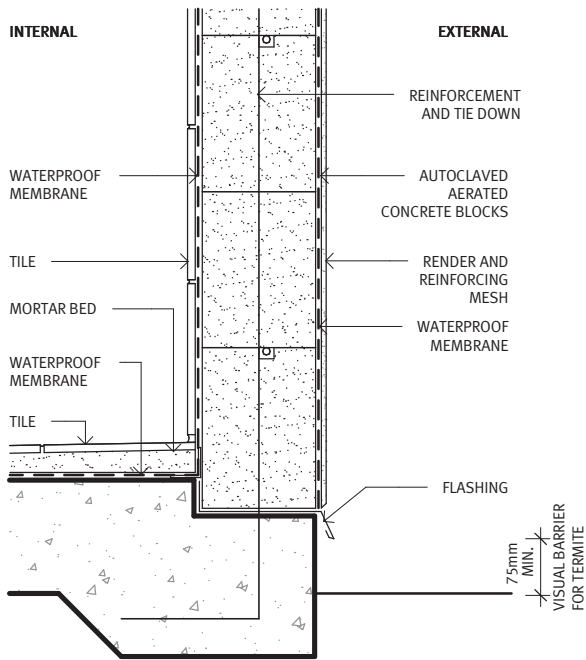 INTERNAL
EXTERNAL
REINFORCEMENT
AND TIE DOWN
WATERPROOF
MEMBRANE
AUTOCLAVED
AERATED
CONCRETE BLOCKS
TILE
RENDER AND
REINFORCING
MESH
MORTAR BED
WATERPROOF
MEMBRANE
WATERPROOF
MEMBRANE
TILE
FLASHING
75mm
MIN.
VISUAL BARRIER
FOR TERMITE